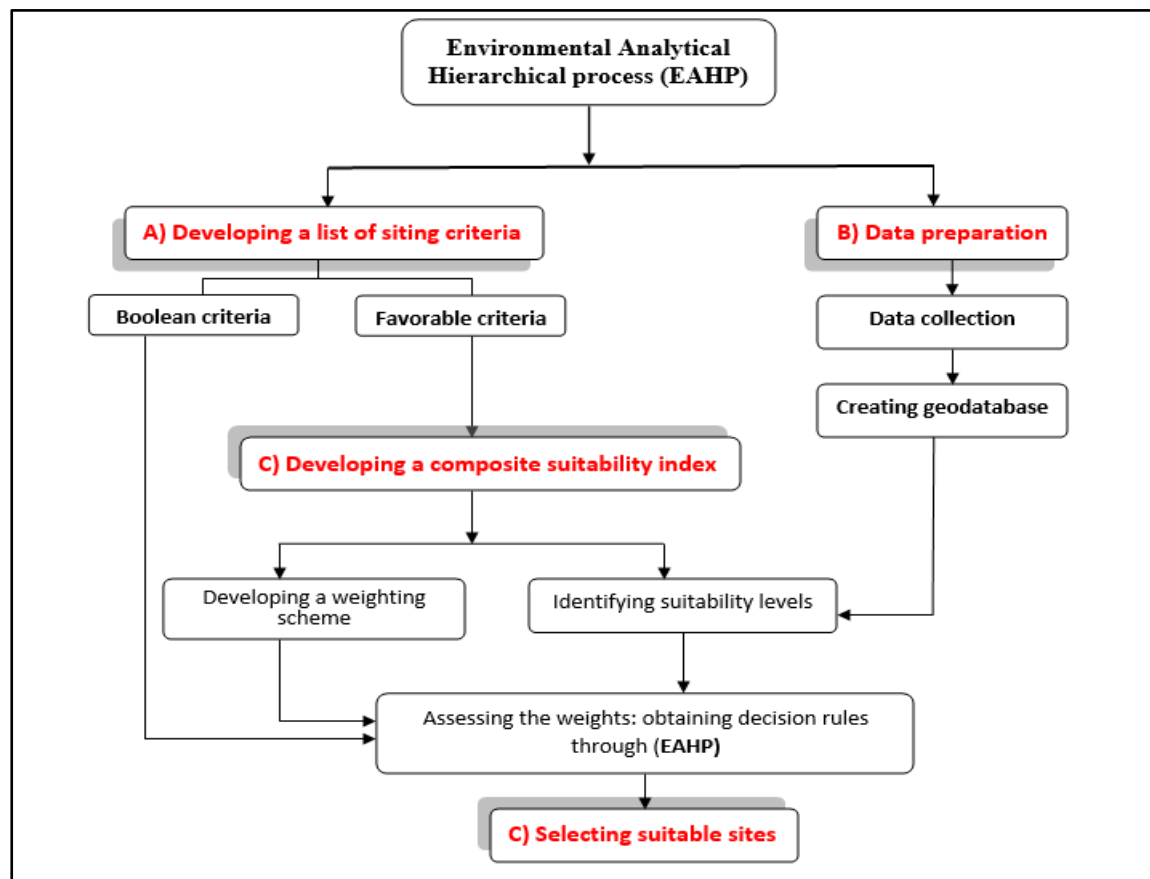 Environmental Analytical
Hierarchical process (EAHP)
A) Developing a list of siting criteria
B) Data preparation
Boolean criteria
Favorable criteria
Data collection
Creating geodatabase
C) Developing a composite suitability index
Developing a weighting
scheme
Identifying suitability levels
Assessing the weights: obtaining decision rules
through (EAHP)
C) Selecting suitable sites